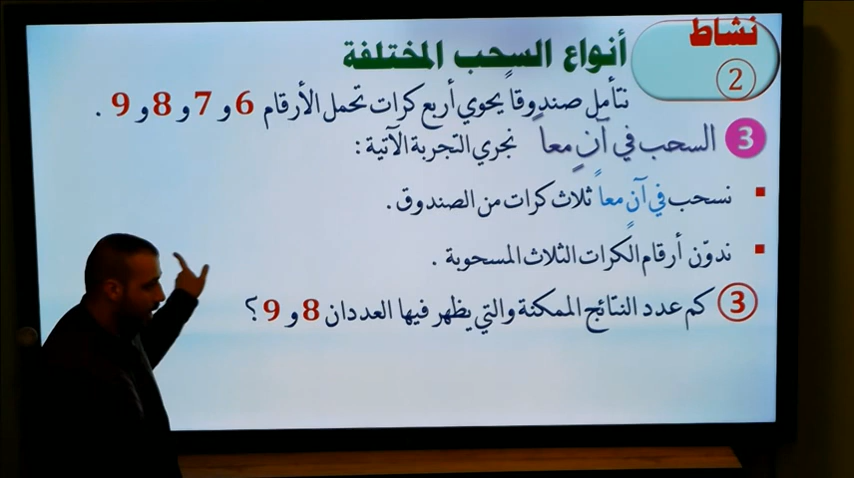 نشاط
2
أنواع السحب المختلفة
نتأمل صندوقاً يحوي أربع كرات تحمل الأرقام 6 و 7 و 8 و 9 .
3 السحب في آنٍ معاً نجري التجربة الآتية :
نسحب في آنٍ معاً ثلاث كرات من الصندوق .
ندوّن أرقام الكرات الثلاث المسحوبة .
3 كم عدد النتائج الممكنة والتي يظهر فيها العددان 8 و 9 ؟